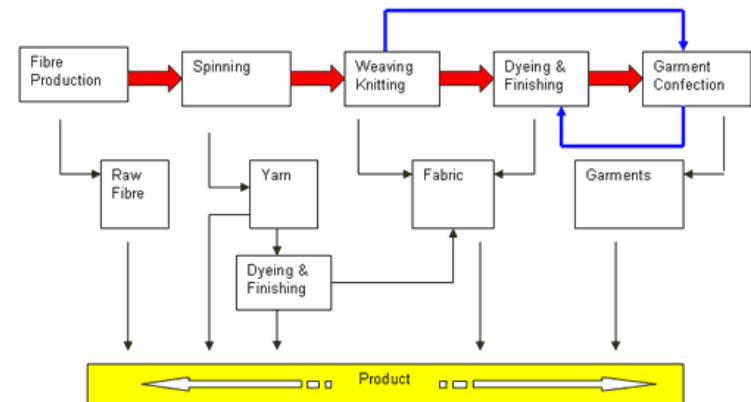 Fibre
Production
Spinning
Weaving
Knitting
Dyeing &
Finishing
Garment
Confection
Raw
Fibre
Yarn
Fabric
Garments
Dyeing &
Finishing
Product